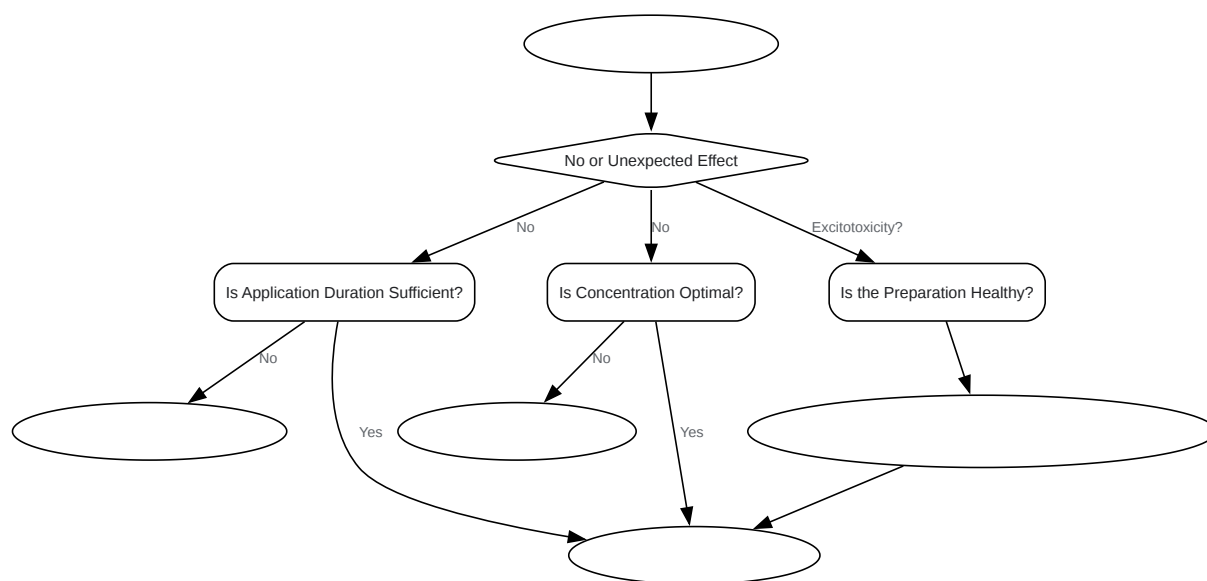 No or Unexpected Effect
No
No
Excitotoxicity?
Is Application Duration Sufficient?
Is Concentration Optimal?
Is the Preparation Healthy?
No
No
Yes
Yes